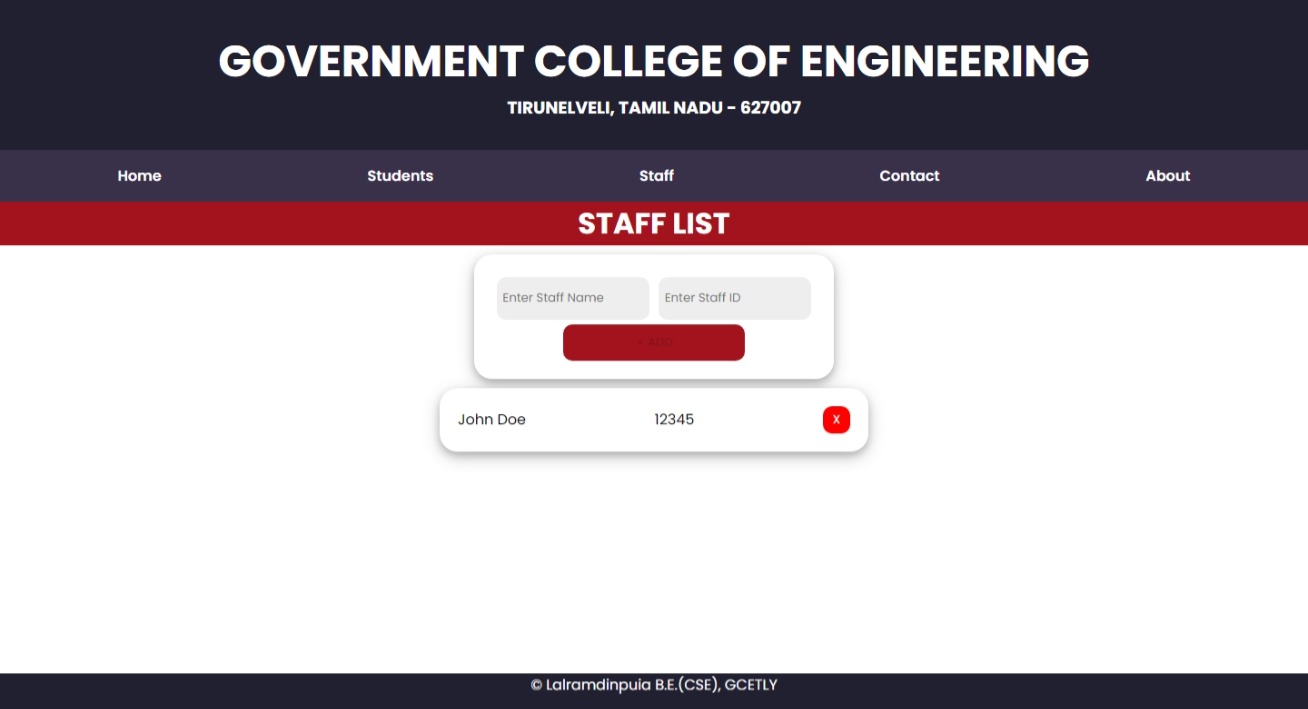 GOVERNMENT COLLEGE OF ENGINEERING
TIRUNELVELI, TAMIL NADU - 627007
Home Students Staff Contact About
STAFF LIST
Enter Staff Name Enter Staff ID
+ ADD
John Doe 12345 X
© Lalramdinpuia B.E.(CSE), GCETLY